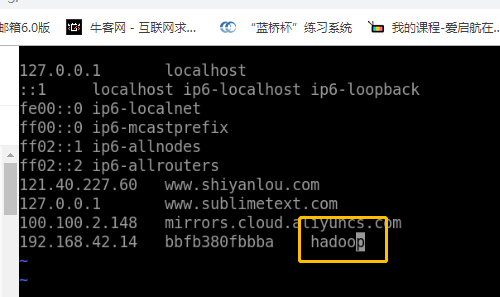 邮箱6.0版 牛客网 - 互联网求... “蓝桥杯”练习系统 我的课程-爱启航在...
127.0.0.1 localhost
::1 localhost ip6-localhost ip6-loopback
fe00::0 ip6-localnet
ff00::0 ip6-mcastprefix
ff02::1 ip6-allnodes
ff02::2 ip6-allrouters
121.40.227.60 www.shiyanlou.com
127.0.0.1 www.sublimetext.com
100.100.2.148 mirrors.cloud.aliyuncs.com
192.168.42.14 bbfb380fbbba hadoop
~
~